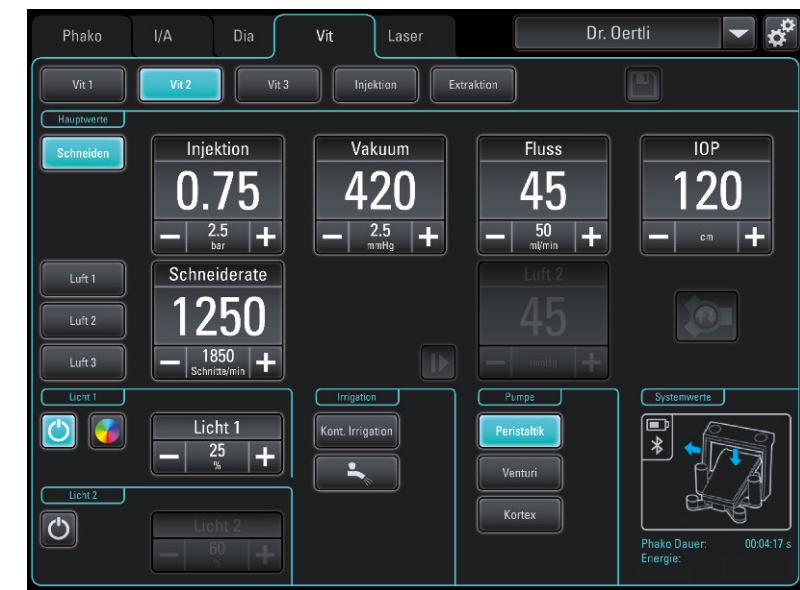 Phako
I/A
Dia
Vit
Laser
Dr. Oertli
Vit 1
Vit 2
Vit 3
Injektion
Extraktion
Hauptwerte
Schneiden
Injektion
0.75
2.5
bar
Vakuum
420
2.5
mmHg
Fluss
45
50
ml/min
IOP
120
cm
Luft 1
Luft 2
Luft 3
Schneiderate
1250
1850
Schnitte/min
Luft 2
45
mmHg
Licht 1
Licht 1
25
%
Licht 2
Licht 2
60
%
Irrigation
Kont. Irrigation
Pumpe
Peristaltik
Venturi
Kortex
Systemwerte
Phako Dauer: 00:04:17 s
Energie: